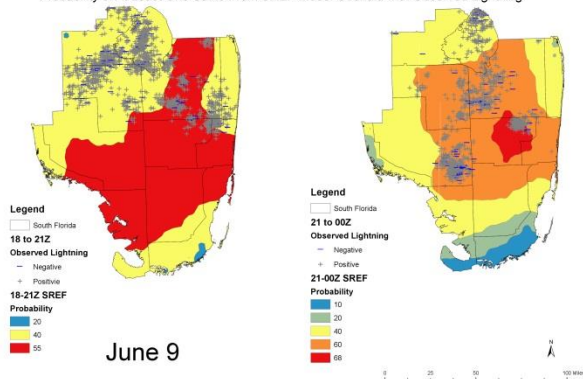 Legend
South Florida
18 to 21Z
Observed Lightning
Negative
Positivie
18-21Z SREF
Probability
20
40
55
June 9
Legend
South Florida
21 to 00Z
Observed Lightning
Negative
Positive
21-00Z SREF
Probability
10
20
40
60
68
N
0 25 50 100 Miles